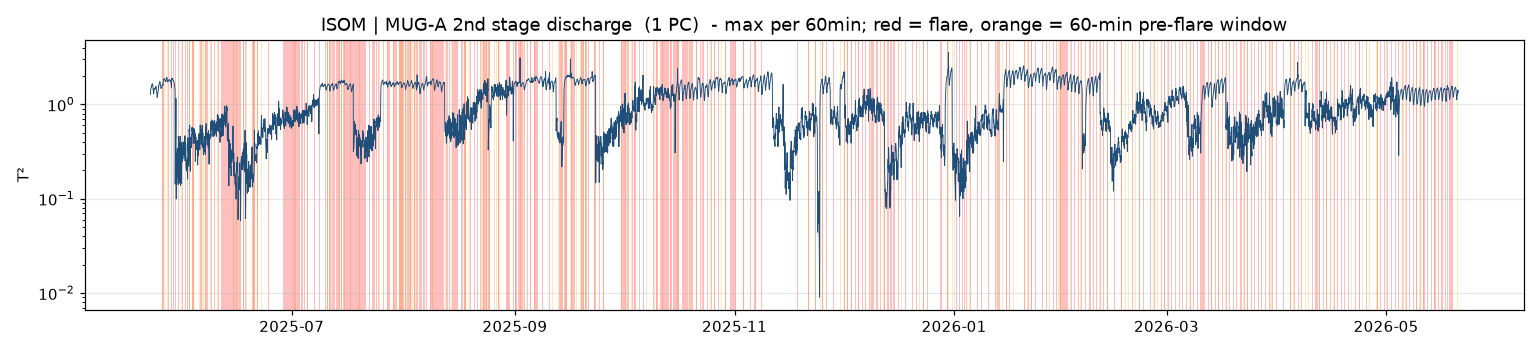 ISOM | MUG-A 2nd stage discharge  (1 PC)  - max per 60min; red = flare, orange = 60-min pre-flare window
T²
10⁰
10⁻¹
10⁻²
2025-07 2025-09 2025-11 2026-01 2026-03 2026-05